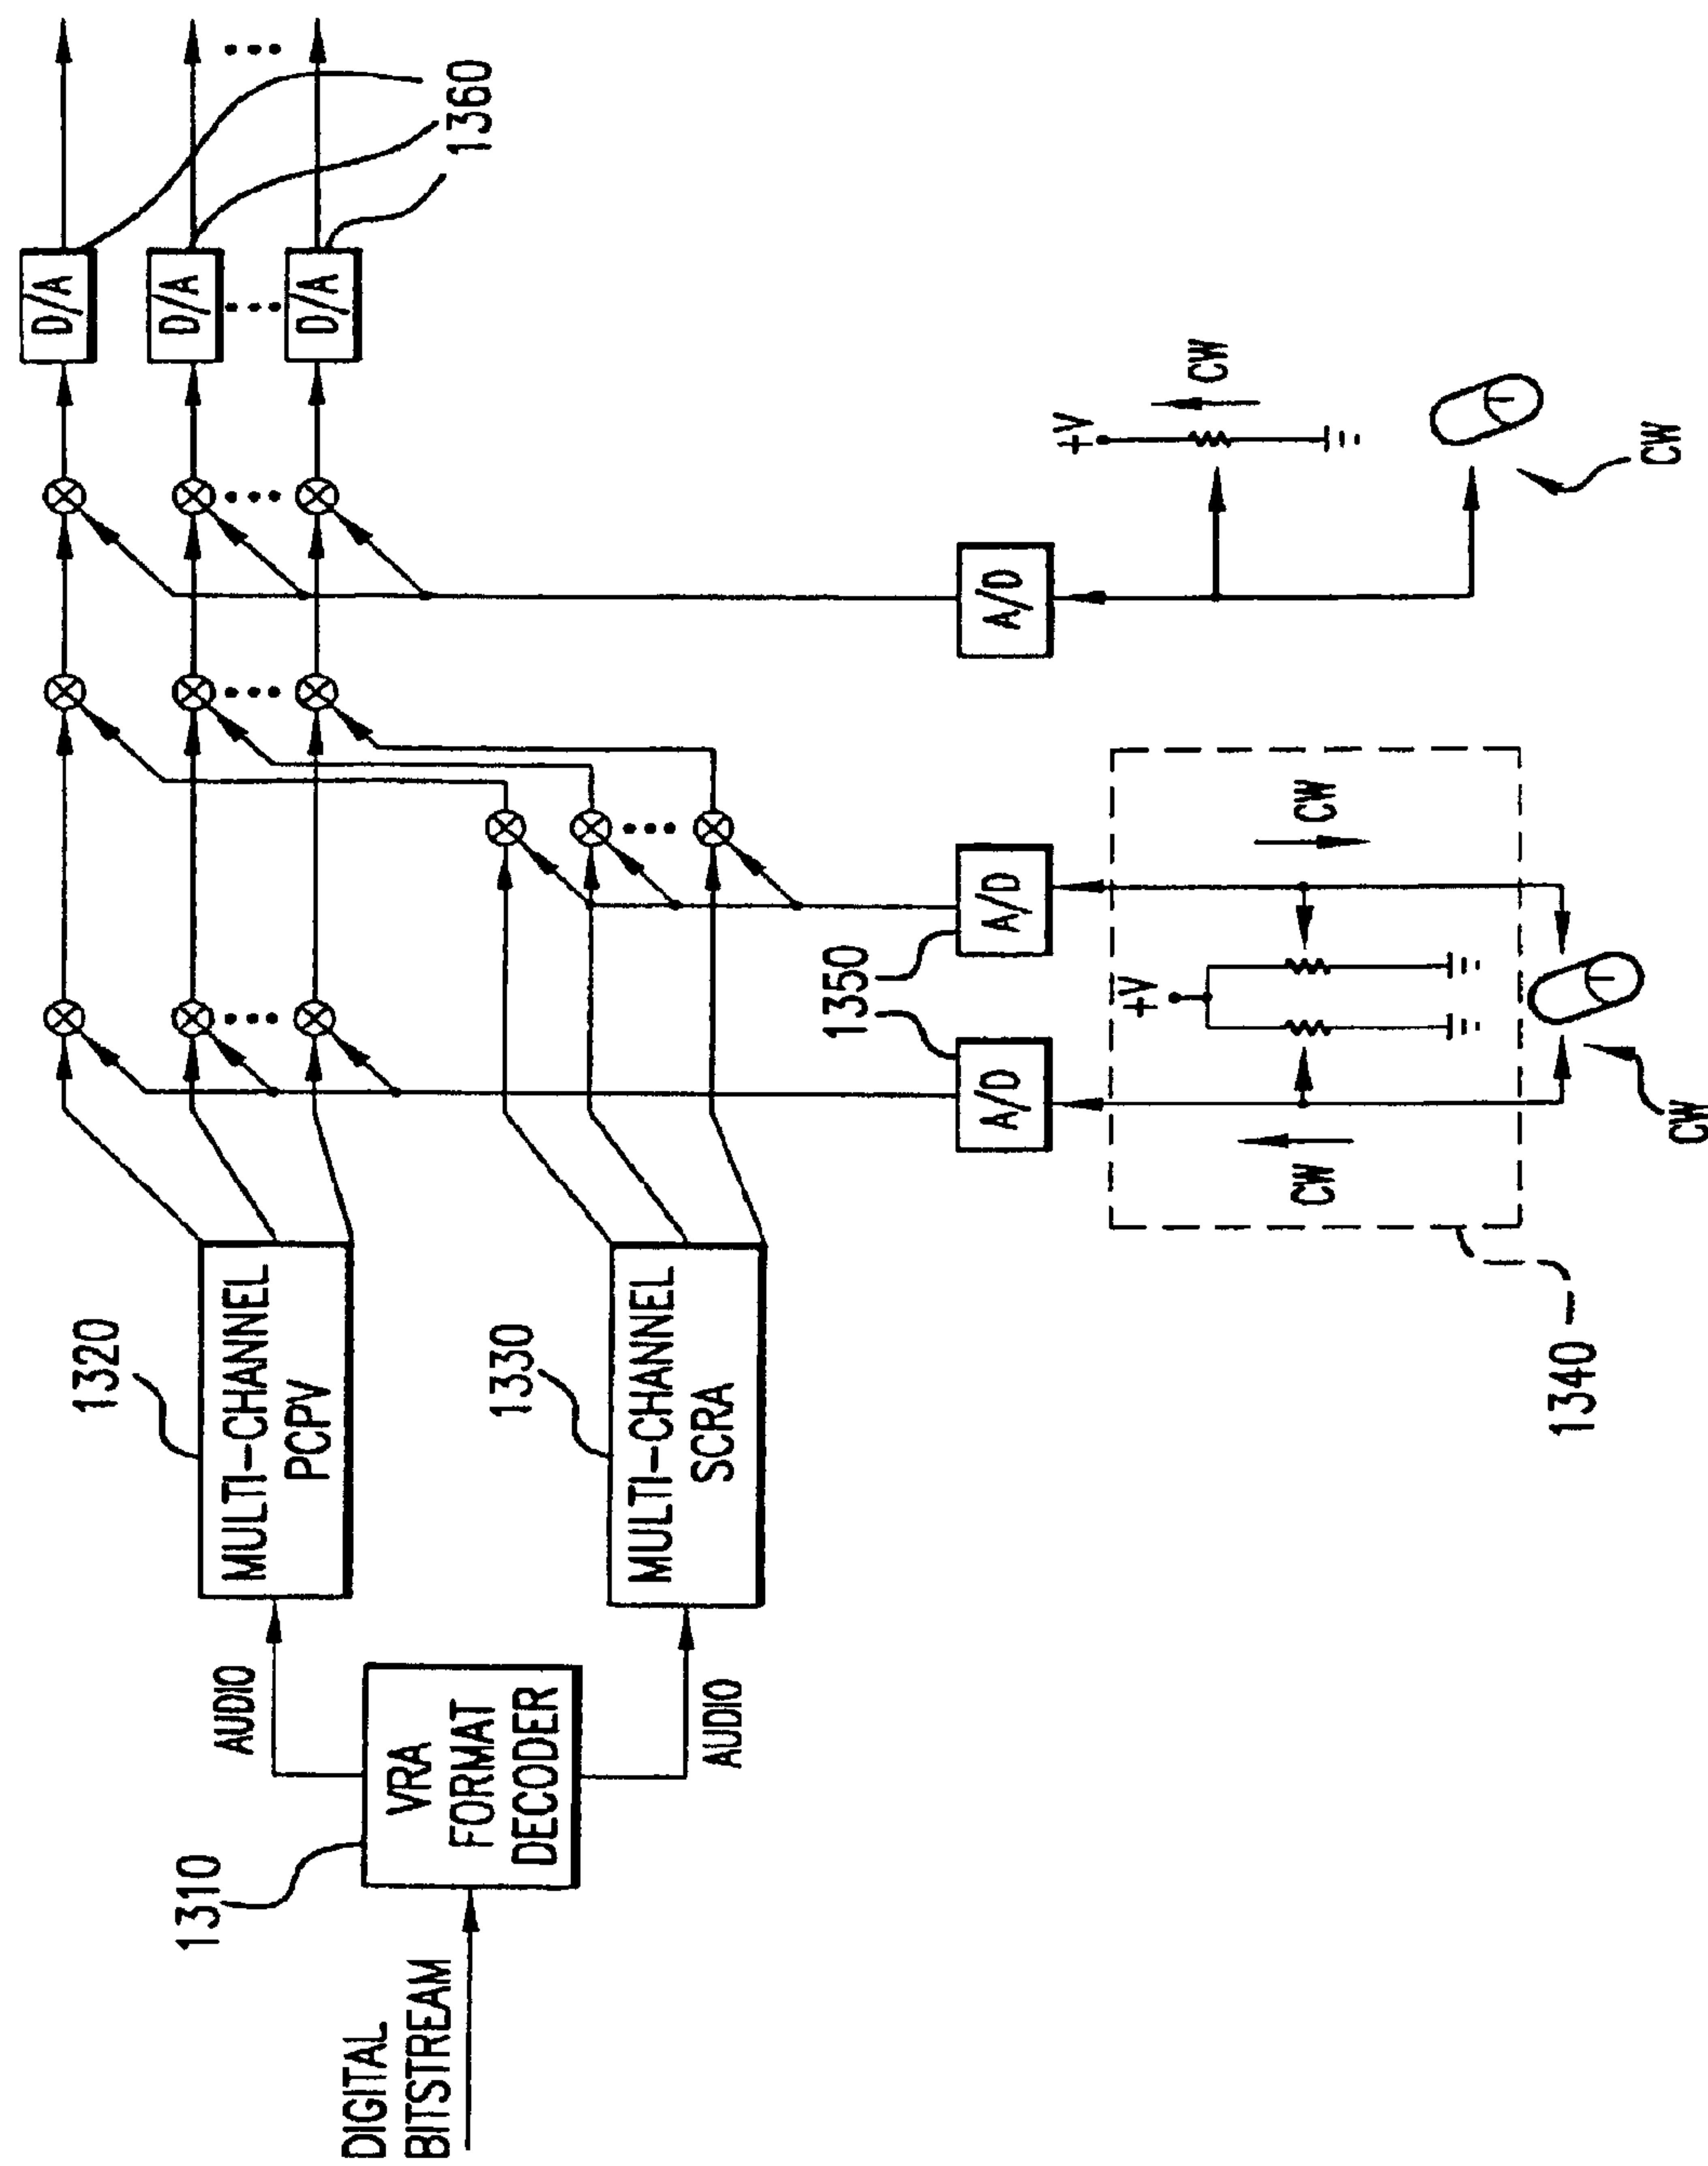 DIGITAL
BITSTREAM
1310
VRA
FORMAT
DECODER
AUDIO
AUDIO
1320
MULTI-CHANNEL
PCPV
1330
MULTI-CHANNEL
SCRA
1340
CW
+V
CW
CW
1350
A/D
A/D
A/D
+V
CW
CW
D/A
D/A
D/A
1360